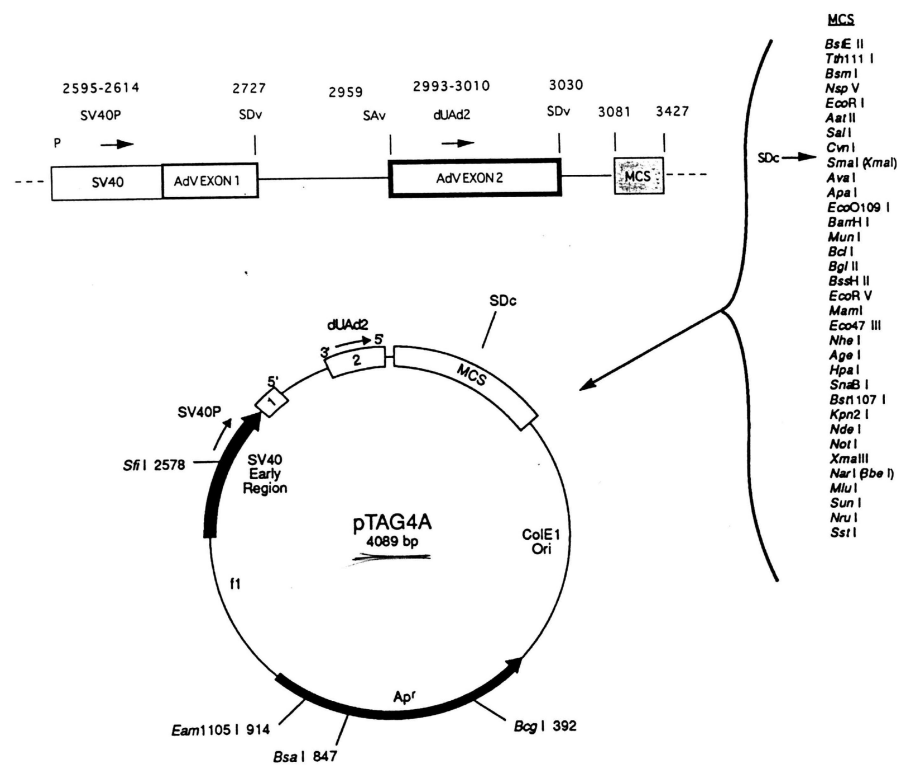 MCS
2595-2614 2727 2959 2993-3010 3030
SV40P SDv SAv dUAd2 SDv 3081 3427
P
SV40 AdV EXON 1 AdV EXON 2 MCS
BstE II
Tth111 I
Bsm I
Nsp V
EcoR I
Aat II
Sal I
Cvn I
SDc
Sma I (Xma I)
Ava I
Apa I
EcoO109 I
BamH I
Mun I
Bcl I
Bgl II
BssH II
EcoR V
Mam I
Eco47 III
Nhe I
Age I
Hpa I
SnaB I
Bst1107 I
Kpn2 I
Nde I
Not I
XmaIII
Nar I (Bbe I)
Mlu I
Sun I
Nru I
Sst I
SDc
dUAd2
3' 5'
2
MCS
5'
1
SV40P
Sfi I 2578
SV40
Early
Region
pTAG4A
4089 bp
ColE1
Ori
f1
Apr
Eam1105 I 914
Bsa I 847
Bcg I 392